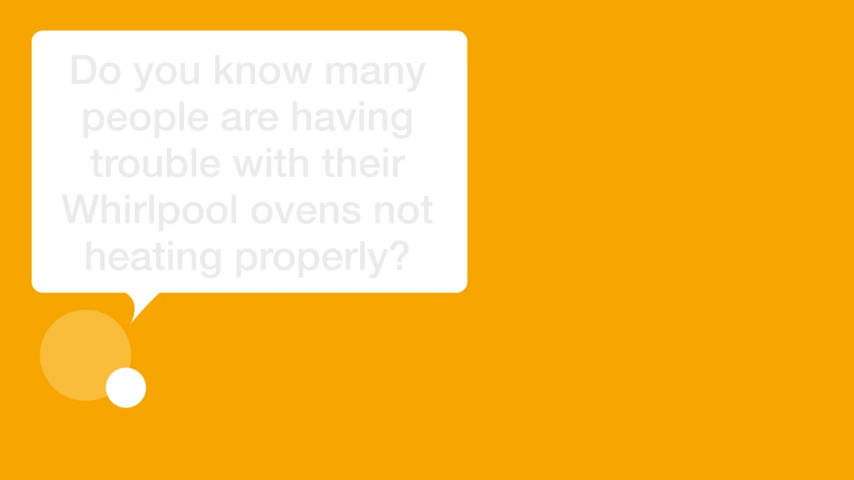 Do you know many
people are having
trouble with their
Whirlpool ovens not
heating properly?